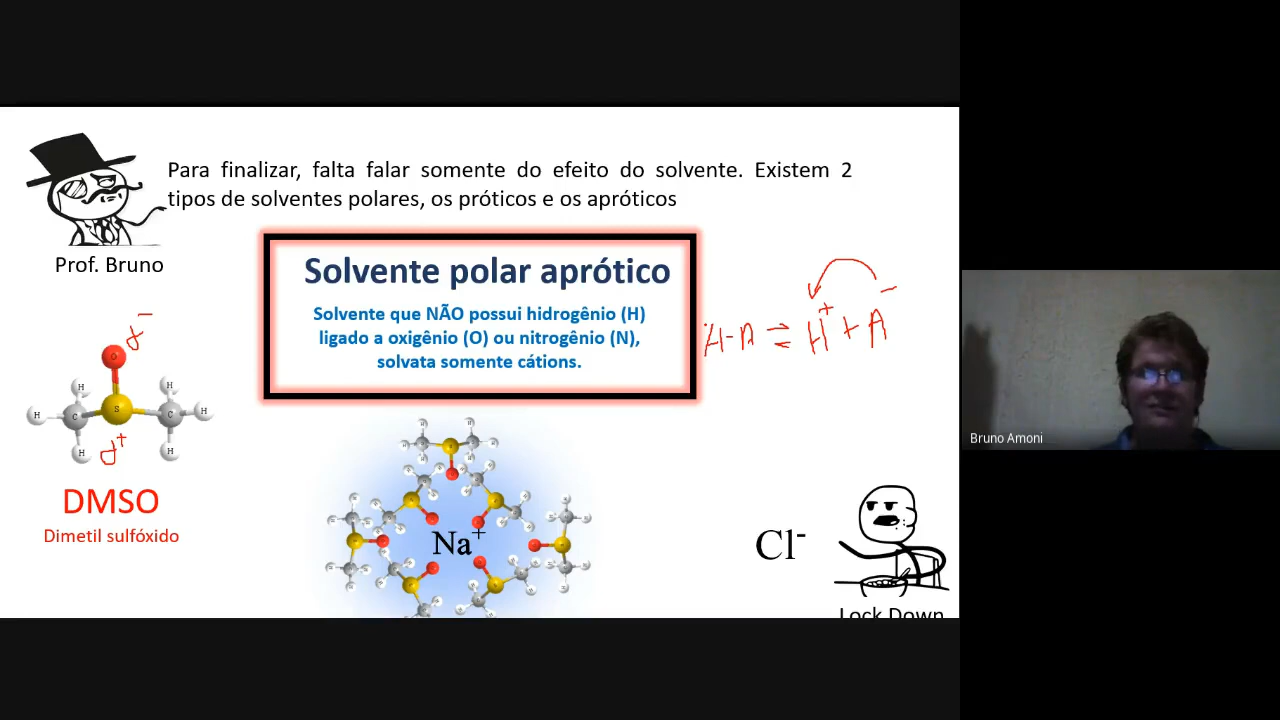 Para finalizar, falta falar somente do efeito do solvente. Existem 2
tipos de solventes polares, os próticos e os apróticos
Prof. Bruno
Solvente polar aprótico
Solvente que NÃO possui hidrogênio (H)
ligado a oxigênio (O) ou nitrogênio (N),
solvata somente cátions.
H-A ⇌ H⁺ + A⁻
δ⁻
O
H H
H C S C H
H H
δ⁺
DMSO
Dimetil sulfóxido
Na⁺
Cl⁻
Lock Down
Bruno Amoni